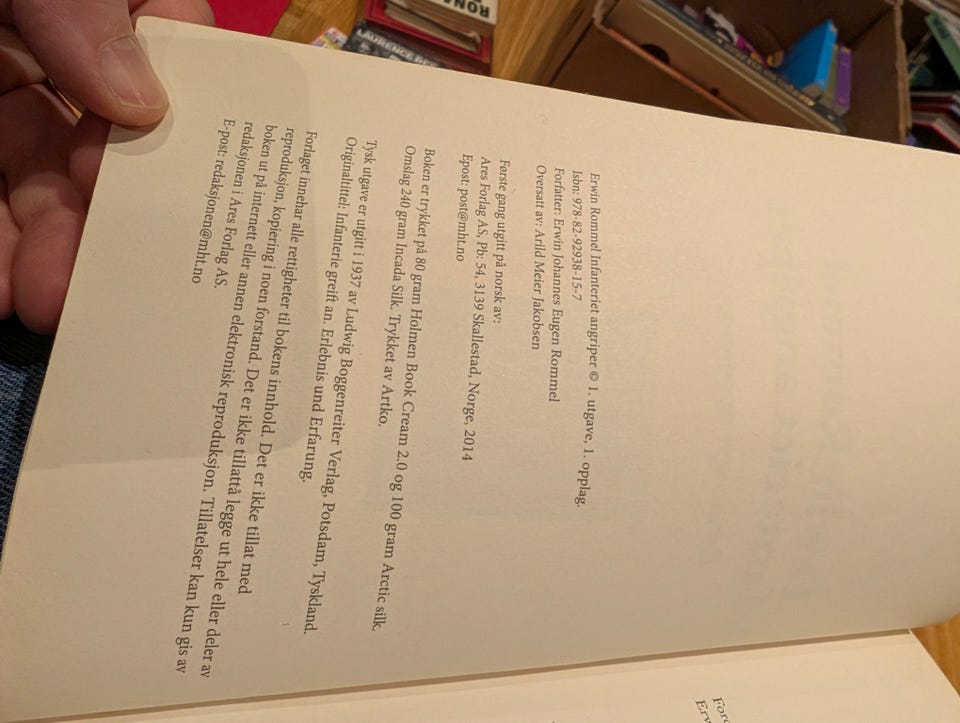 Erwin Rommel Infanteriet angriper © 1. utgave, 1. opplag.
Isbn: 978-82-92938-15-7
Forfatter: Erwin Johannes Eugen Rommel
Oversatt av: Arild Meier Jakobsen
Første gang utgitt på norsk av:
Ares Forlag AS, Pb: 54, 3139 Skallestad, Norge, 2014
Epost: post@mht.no
Boken er trykket på 80 gram Holmen Book Cream 2.0 og 100 gram Arctic silk.
Omslag 240 gram Incada Silk. Trykket av Artko.
Tysk utgave er utgitt i 1937 av Ludwig Boggenreiter Verlag, Potsdam, Tyskland.
Originaltittel: Infanterie greift an. Erlebnis und Erfarung.
Forlaget innehar alle rettigheter til bokens innhold. Det er ikke tillat med
reproduksjon, kopiering i noen forstand. Det er ikke tillattå legge ut hele eller deler av
boken ut på internett eller annen elektronisk reproduksjon. Tillatelser kan kun gis av
redaksjonen i Ares Forlag AS.
E-post: redaksjonen@mht.no